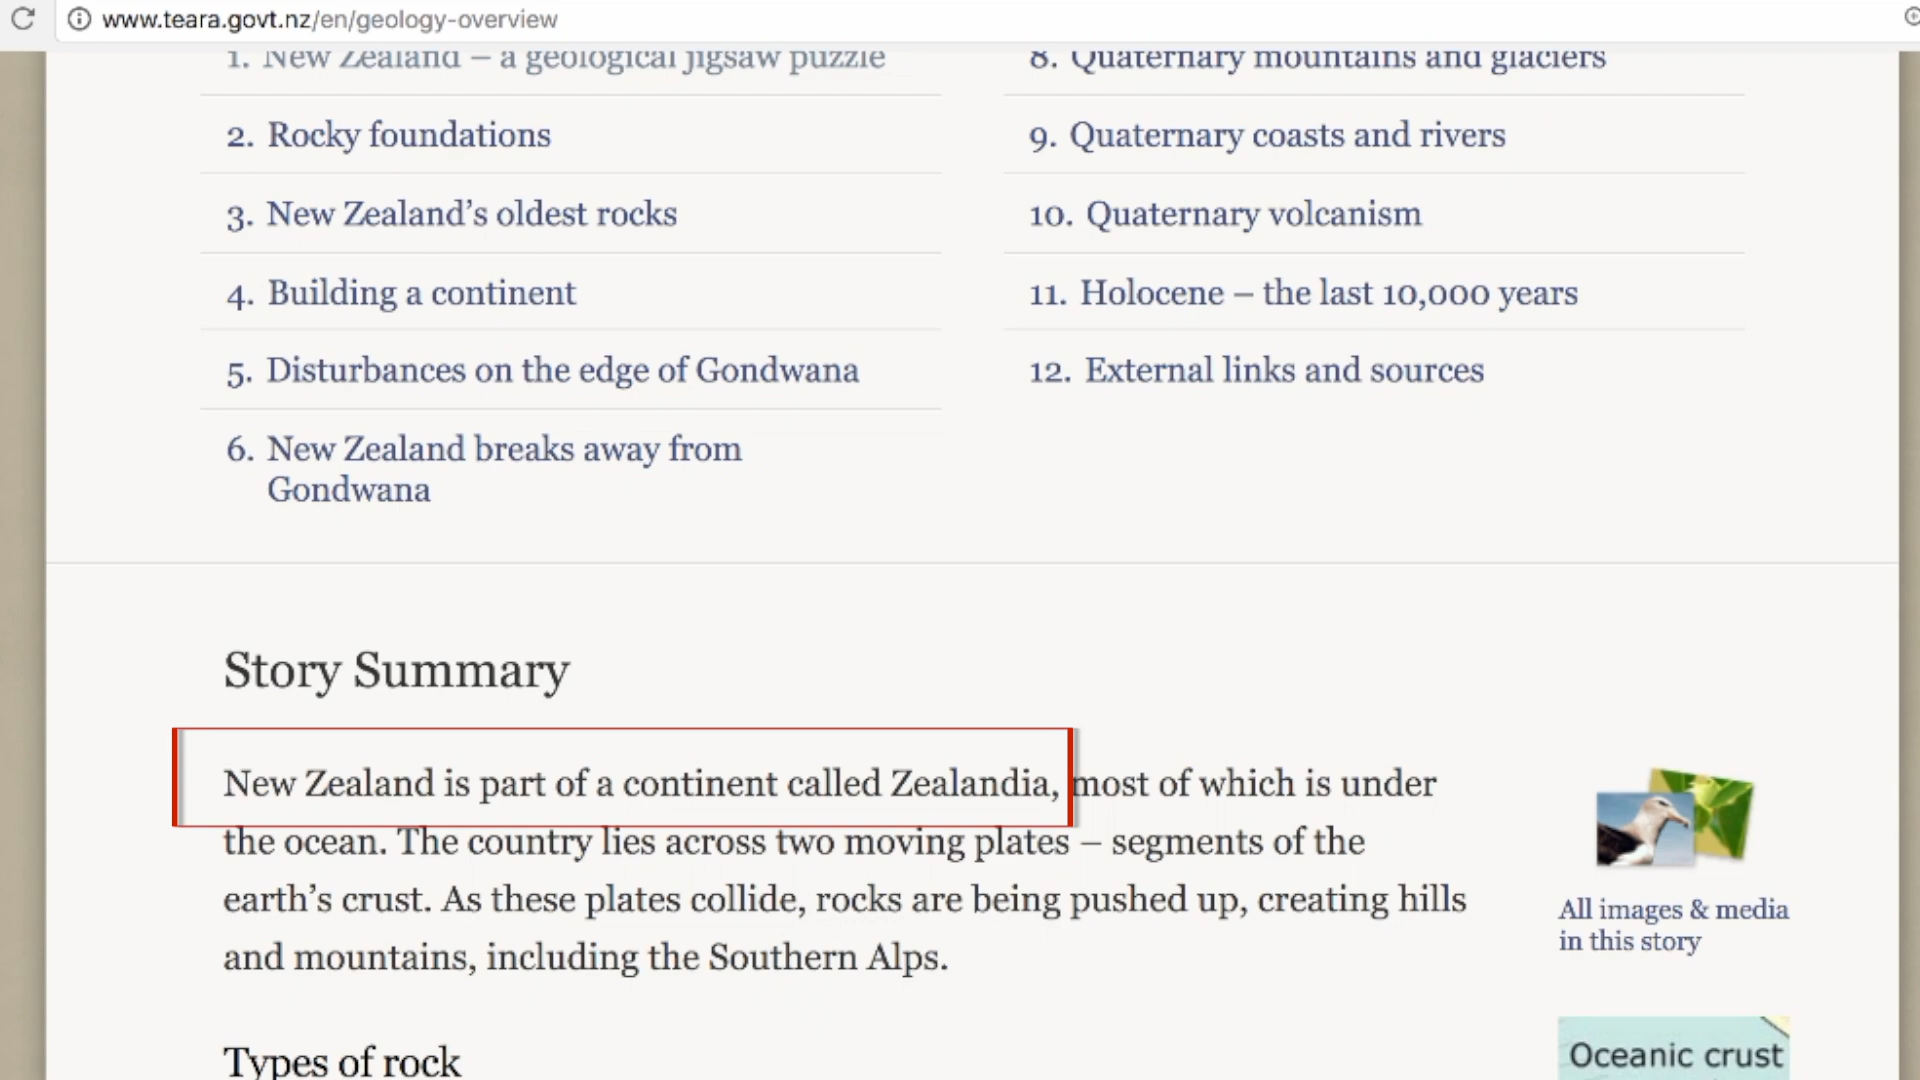 www.teara.govt.nz/en/geology-overview
1. New Zealand – a geological jigsaw puzzle
2. Rocky foundations
3. New Zealand’s oldest rocks
4. Building a continent
5. Disturbances on the edge of Gondwana
6. New Zealand breaks away from
Gondwana
8. Quaternary mountains and glaciers
9. Quaternary coasts and rivers
10. Quaternary volcanism
11. Holocene – the last 10,000 years
12. External links and sources
Story Summary
New Zealand is part of a continent called Zealandia, most of which is under
the ocean. The country lies across two moving plates – segments of the
earth’s crust. As these plates collide, rocks are being pushed up, creating hills
and mountains, including the Southern Alps.
All images & media
in this story
Types of rock
Oceanic crust